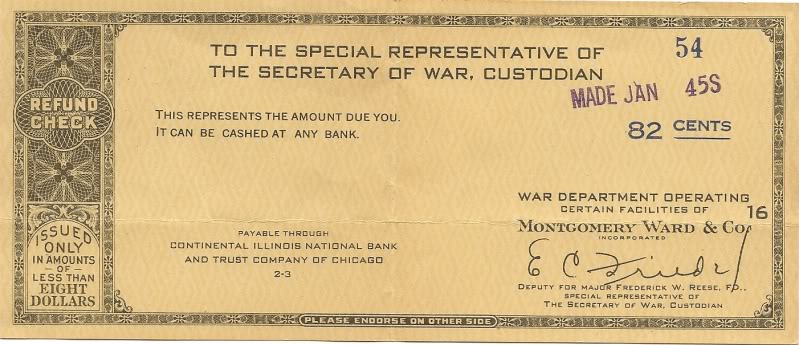 TO THE SPECIAL REPRESENTATIVE OF
THE SECRETARY OF WAR, CUSTODIAN
54
MADE JAN 45S
REFUND
CHECK
THIS REPRESENTS THE AMOUNT DUE YOU.
IT CAN BE CASHED AT ANY BANK.
82 CENTS
WAR DEPARTMENT OPERATING
CERTAIN FACILITIES OF
16
MONTGOMERY WARD & Co.
INCORPORATED
ISSUED
ONLY
IN AMOUNTS
-OF-
LESS THAN
EIGHT
DOLLARS
PAYABLE THROUGH
CONTINENTAL ILLINOIS NATIONAL BANK
AND TRUST COMPANY OF CHICAGO
2-3
E C
DEPUTY FOR MAJOR FREDERICK W. REESE, FD.,
SPECIAL REPRESENTATIVE OF
THE SECRETARY OF WAR, CUSTODIAN
PLEASE ENDORSE ON OTHER SIDE